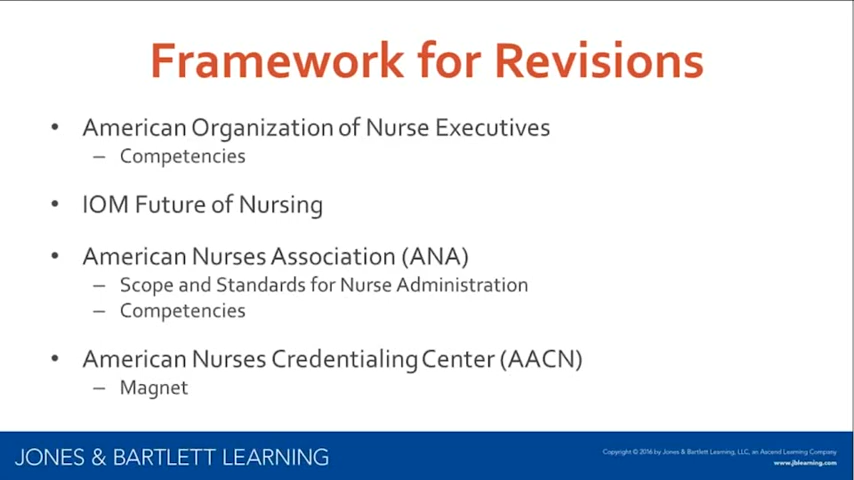 Framework for Revisions
• American Organization of Nurse Executives
– Competencies
• IOM Future of Nursing
• American Nurses Association (ANA)
– Scope and Standards for Nurse Administration
– Competencies
• American Nurses Credentialing Center (AACN)
– Magnet
JONES & BARTLETT LEARNING
Copyright © 2016 by Jones & Bartlett Learning, LLC, an Ascend Learning Company
www.jblearning.com